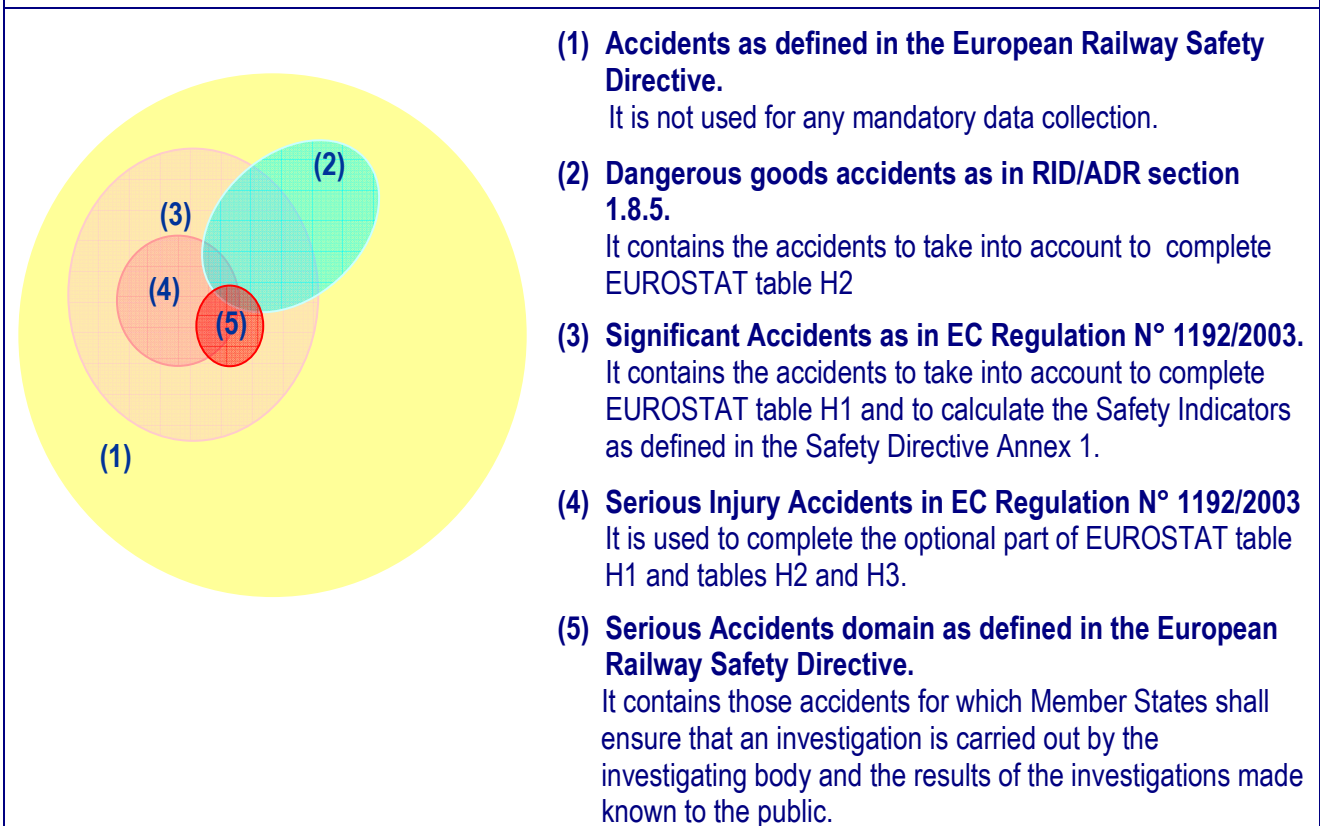 (1) Accidents as defined in the European Railway Safety
Directive.
It is not used for any mandatory data collection.
(2) Dangerous goods accidents as in RID/ADR section
1.8.5.
It contains the accidents to take into account to complete
EUROSTAT table H2
(3) Significant Accidents as in EC Regulation N° 1192/2003.
It contains the accidents to take into account to complete
EUROSTAT table H1 and to calculate the Safety Indicators
as defined in the Safety Directive Annex 1.
(4) Serious Injury Accidents in EC Regulation N° 1192/2003
It is used to complete the optional part of EUROSTAT table
H1 and tables H2 and H3.
(5) Serious Accidents domain as defined in the European
Railway Safety Directive.
It contains those accidents for which Member States shall
ensure that an investigation is carried out by the
investigating body and the results of the investigations made
known to the public.
(2)
(3)
(4)
(5)
(1)